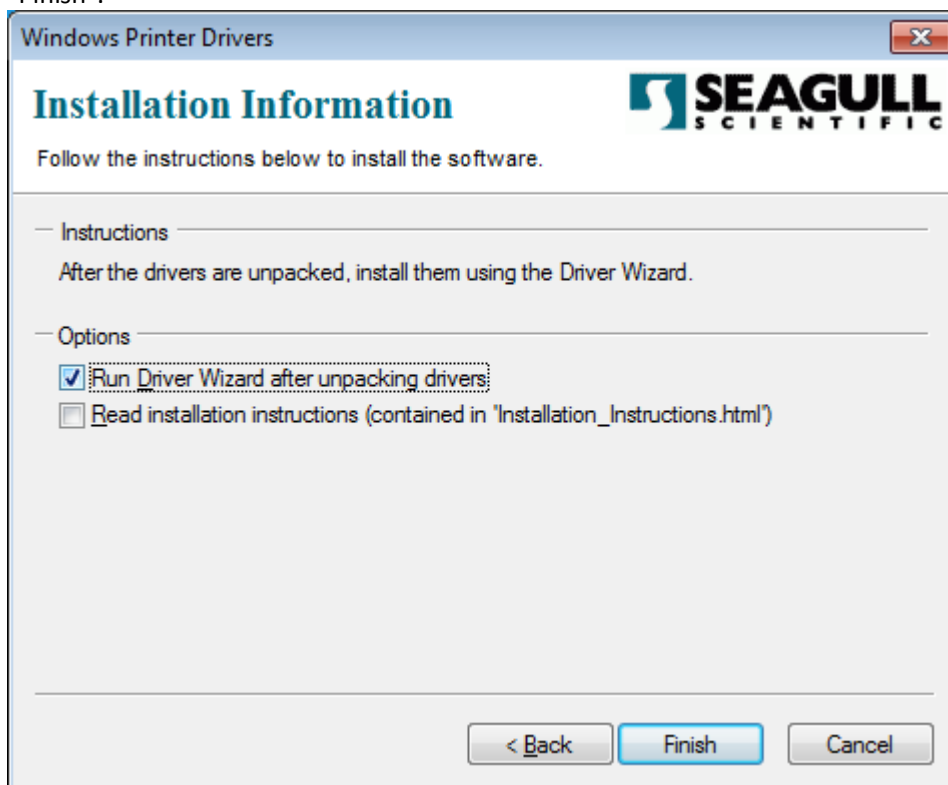 Finish".
Windows Printer Drivers
Installation Information
SEAGULL
SCIENTIFIC
Follow the instructions below to install the software.
Instructions
After the drivers are unpacked, install them using the Driver Wizard.
Options
Run Driver Wizard after unpacking drivers
Read installation instructions (contained in "Installation_Instructions.html")
< Back Finish Cancel